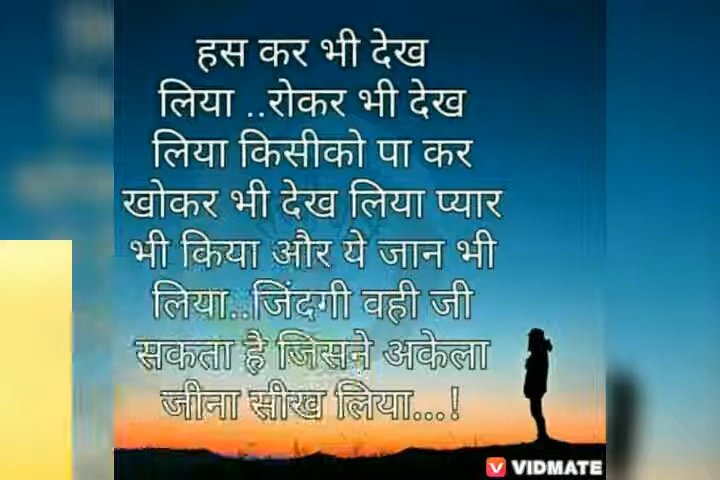 हस कर भी देख
लिया ..रोकर भी देख
लिया किसीको पा कर
खोकर भी देख लिया प्यार
भी किया और ये जान भी
लिया..जिंदगी वही जी
सकता है जिसने अकेला
जीना सीख लिया...!
VIDMATE